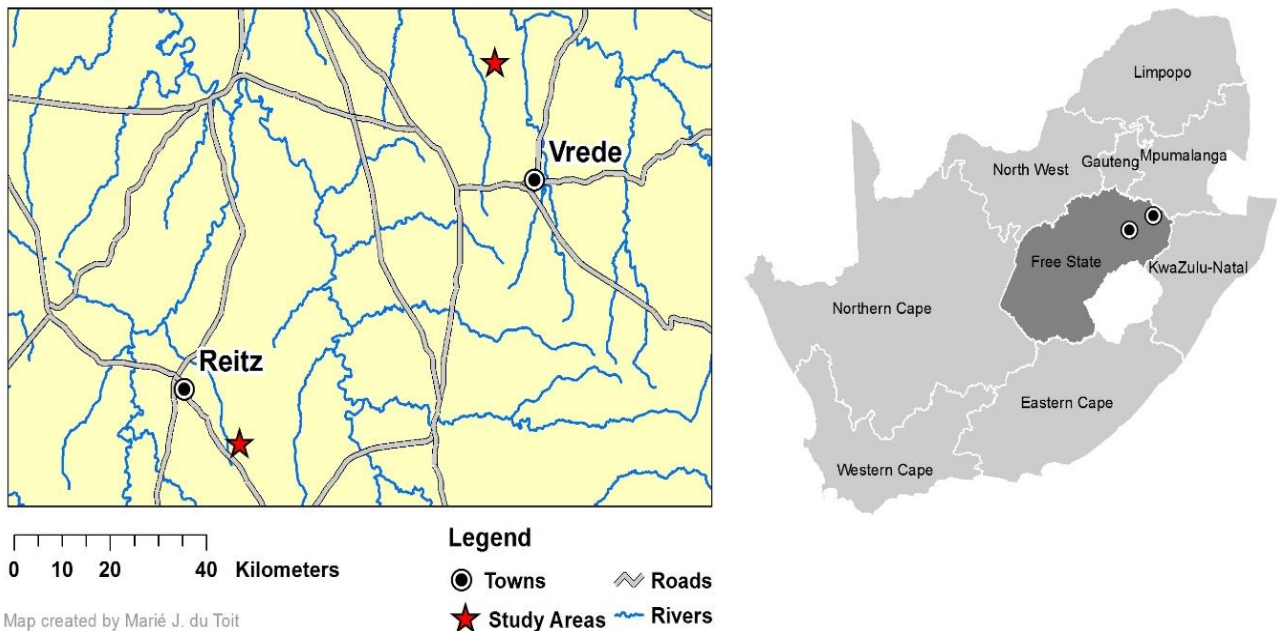 Vrede
Reitz
0 10 20 40 Kilometers
Map created by Marié J. du Toit
Legend
Towns
Roads
Study Areas
Rivers
Limpopo
North West
Gauteng
Mpumalanga
Free State
KwaZulu-Natal
Northern Cape
Eastern Cape
Western Cape